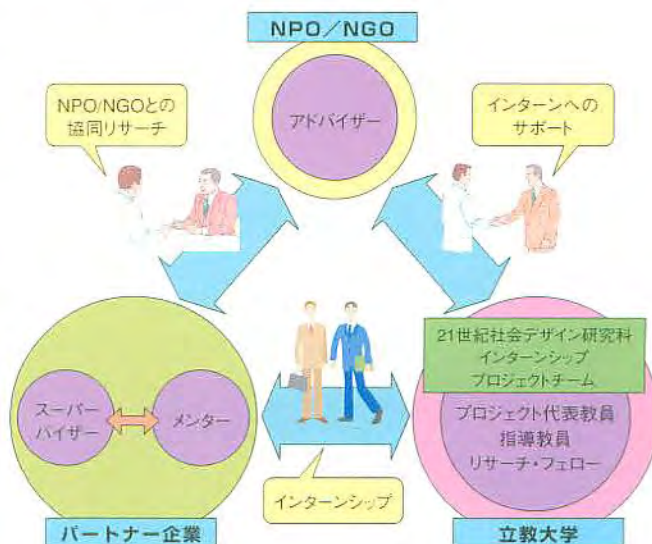 NPO/NGO
アドバイザー
NPO/NGOとの
協同リサーチ
インターンへの
サポート
21世紀社会デザイン研究科
インターンシップ
プロジェクトチーム
プロジェクト代表教員
指導教員
リサーチ・フェロー
スーパー
バイザー
メンター
インターンシップ
パートナー企業
立教大学